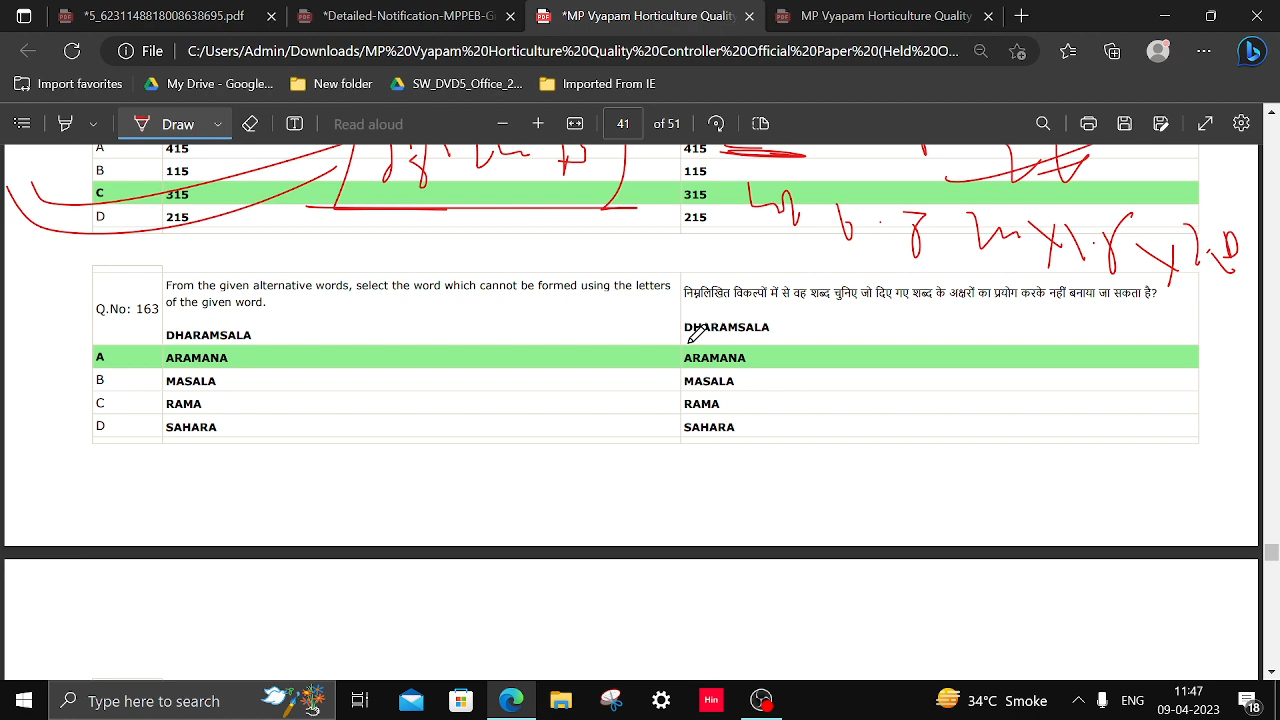 *5_6231148818008638695.pdf
*Detailed-Notification-MPPEB-G
*MP Vyapam Horticulture Quality
MP Vyapam Horticulture Quality
File C:/Users/Admin/Downloads/MP%20Vyapam%20Horticulture%20Quality%20Controller%20Official%20Paper(Held%20O...
Import favorites My Drive - Google... New folder SW_DVD5_Office_2... Imported From IE
Draw Read aloud 41 of 51
A 415 415
B 115 115
C 315 315
D 215 215
Q.No: 163
From the given alternative words, select the word which cannot be formed using the letters
of the given word.
DHARAMSALA
निम्नलिखित विकल्पों में से वह शब्द चुनिए जो दिए गए शब्द के अक्षरों का प्रयोग करके नहीं बनाया जा सकता है?
DHARAMSALA
A ARAMANA ARAMANA
B MASALA MASALA
C RAMA RAMA
D SAHARA SAHARA
Type here to search
Hin
34°C Smoke
ENG
11:47
09-04-2023
18